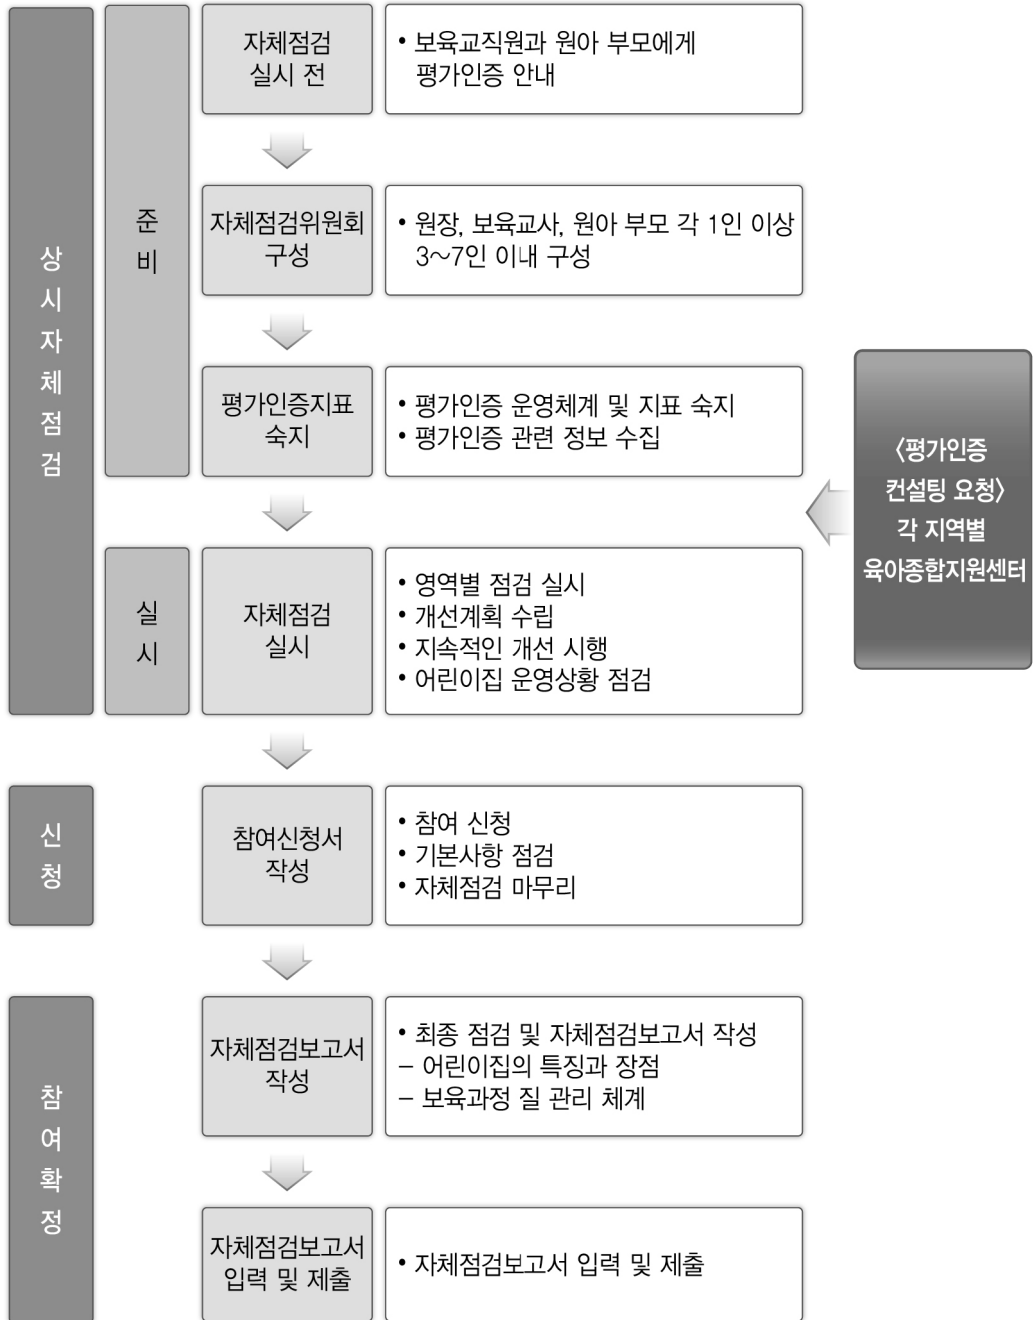 상시자체점검
준비
자체점검
실시 전
• 보육교직원과 원아 부모에게
평가인증 안내
자체점검위원회
구성
• 원장, 보육교사, 원아 부모 각 1인 이상
3~7인 이내 구성
평가인증지표
숙지
• 평가인증 운영체계 및 지표 숙지
• 평가인증 관련 정보 수집
〈평가인증
컨설팅 요청〉
각 지역별
육아종합지원센터
실시
자체점검
실시
• 영역별 점검 실시
• 개선계획 수립
• 지속적인 개선 시행
• 어린이집 운영상황 점검
신청
참여신청서
작성
• 참여 신청
• 기본사항 점검
• 자체점검 마무리
참여확정
자체점검보고서
작성
• 최종 점검 및 자체점검보고서 작성
– 어린이집의 특징과 장점
– 보육과정 질 관리 체계
자체점검보고서
입력 및 제출
• 자체점검보고서 입력 및 제출